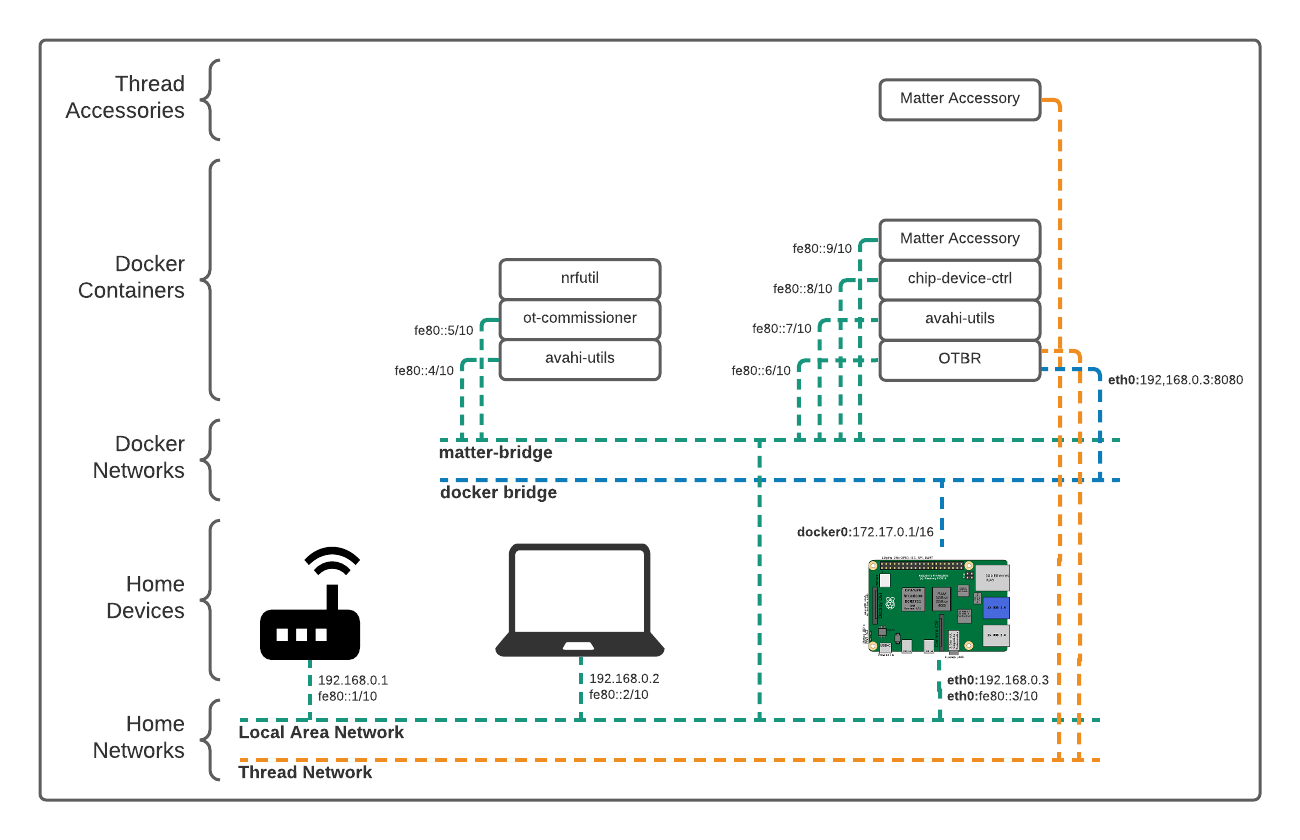 Thread
Accessories
Matter Accessory
Docker
Containers
nrfutil
ot-commissioner
avahi-utils
fe80::5/10
fe80::4/10
Matter Accessory
chip-device-ctrl
avahi-utils
OTBR
fe80::9/10
fe80::8/10
fe80::7/10
fe80::6/10
eth0:192,168.0.3:8080
Docker
Networks
matter-bridge
docker bridge
docker0:172.17.0.1/16
Home
Devices
192.168.0.1
fe80::1/10
192.168.0.2
fe80::2/10
eth0:192.168.0.3
eth0:fe80::3/10
Home
Networks
Local Area Network
Thread Network